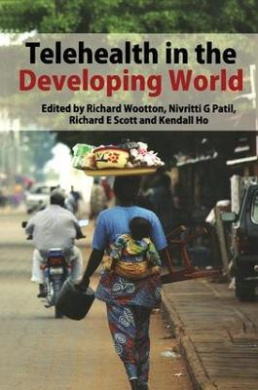 Telehealth in the
Developing World
Edited by Richard Wootton, Nivritti G Patil,
Richard E Scott and Kendall Ho